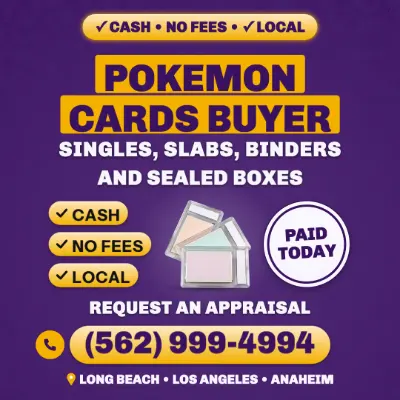 ✓CASH • NO FEES • ✓LOCAL
POKEMON
CARDS BUYER
SINGLES, SLABS, BINDERS
AND SEALED BOXES
✓ CASH
✓ NO FEES
✓ LOCAL
PAID
TODAY
REQUEST AN APPRAISAL
(562) 999-4994
LONG BEACH • LOS ANGELES • ANAHEIM